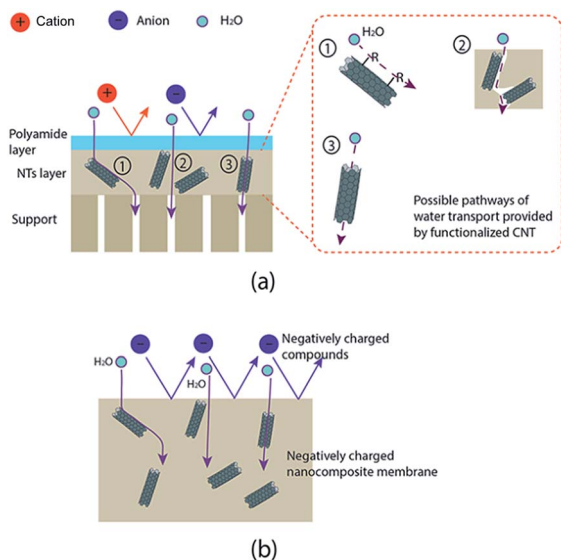 + Cation − Anion H₂O
Polyamide
layer
NTs layer
Support
+ −
1 2 3
1
H₂O
R
R
2
3
Possible pathways of
water transport provided
by functionalized CNT
(a)
− − −
Negatively charged
compounds
H₂O
H₂O
Negatively charged
nanocomposite membrane
(b)